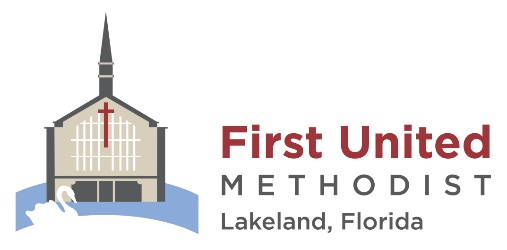 First United
METHODIST
Lakeland, Florida